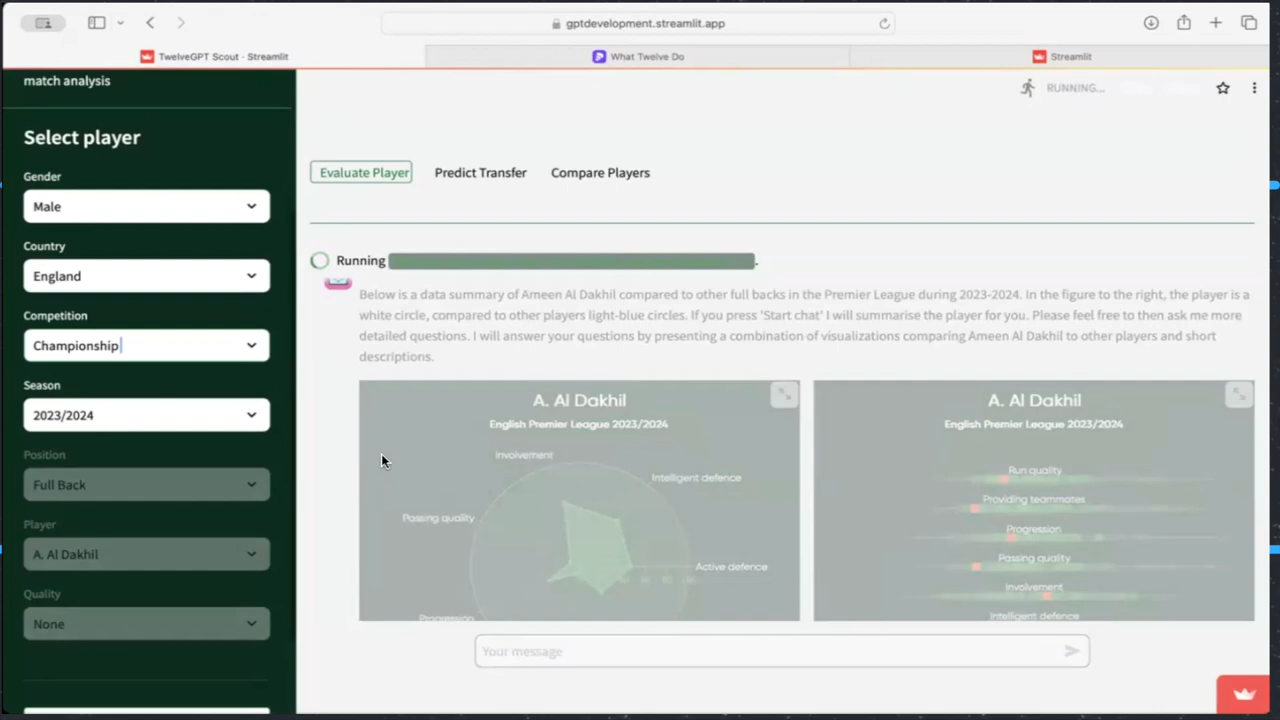 gptdevelopment.streamlit.app
TwelveGPT Scout · Streamlit
What Twelve Do
Streamlit
match analysis
RUNNING...
Select player
Gender
Male
Country
England
Competition
Championship
Season
2023/2024
Position
Full Back
Player
A. Al Dakhil
Quality
None
Evaluate Player
Predict Transfer
Compare Players
Running .
Below is a data summary of Ameen Al Dakhil compared to other full backs in the Premier League during 2023-2024. In the figure to the right, the player is a
white circle, compared to other players light-blue circles. If you press 'Start chat' I will summarise the player for you. Please feel free to then ask me more
detailed questions. I will answer your questions by presenting a combination of visualizations comparing Ameen Al Dakhil to other players and short
descriptions.
A. Al Dakhil
English Premier League 2023/2024
Involvement
Intelligent defence
Passing quality
Active defence
Progression
A. Al Dakhil
English Premier League 2023/2024
Run quality
Providing teammates
Progression
Passing quality
Involvement
Intelligent defence
Your message